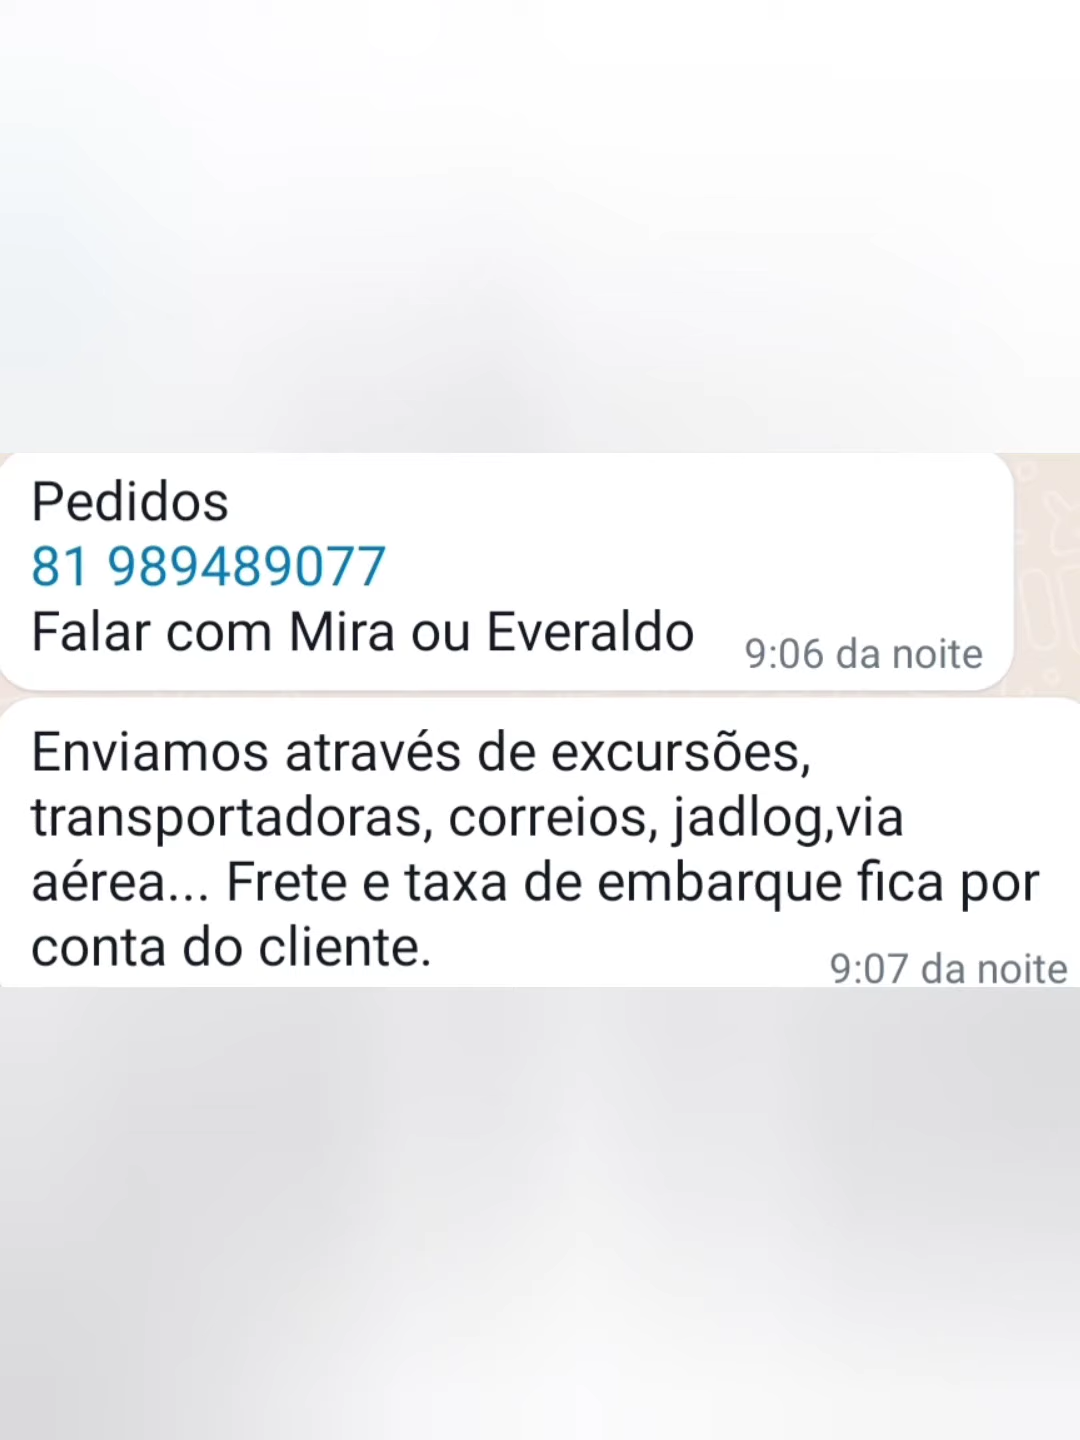 Pedidos
81 989489077
Falar com Mira ou Everaldo
9:06 da noite
Enviamos através de excursões,
transportadoras, correios, jadlog,via
aérea... Frete e taxa de embarque fica por
conta do cliente.
9:07 da noite